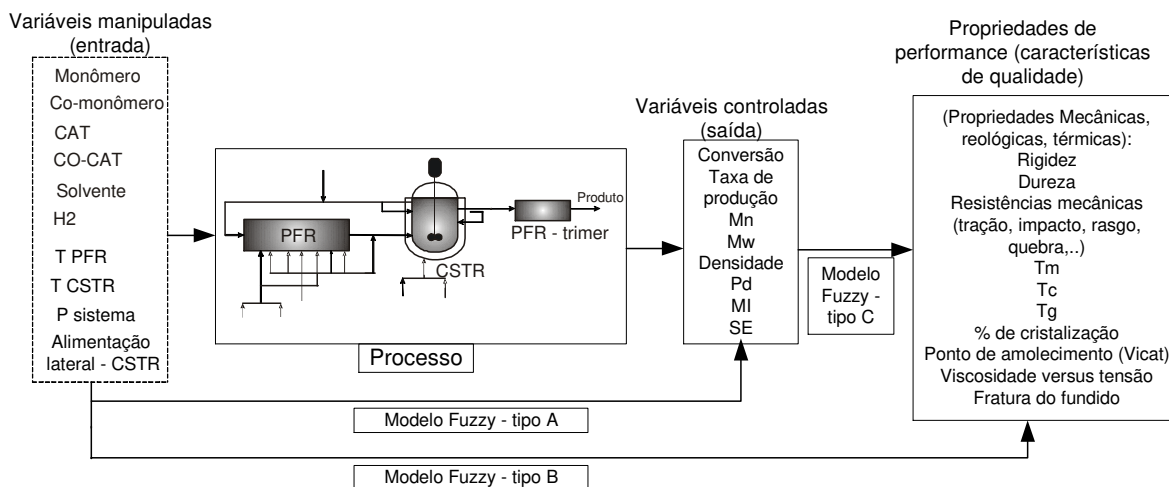 Variáveis manipuladas
(entrada)
Monômero
Co-monômero
CAT
CO-CAT
Solvente
H2
T PFR
T CSTR
P sistema
Alimentação
lateral - CSTR
PFR
CSTR
Produto
PFR - trimer
Processo
Variáveis controladas
(saída)
Conversão
Taxa de
produção
Mn
Mw
Densidade
Pd
MI
SE
Modelo
Fuzzy -
tipo C
Propriedades de
performance (características
de qualidade)
(Propriedades Mecânicas,
reológicas, térmicas):
Rigidez
Dureza
Resistências mecânicas
(tração, impacto, rasgo,
quebra,..)
Tm
Tc
Tg
% de cristalização
Ponto de amolecimento (Vicat)
Viscosidade versus tensão
Fratura do fundido
Modelo Fuzzy - tipo A
Modelo Fuzzy - tipo B